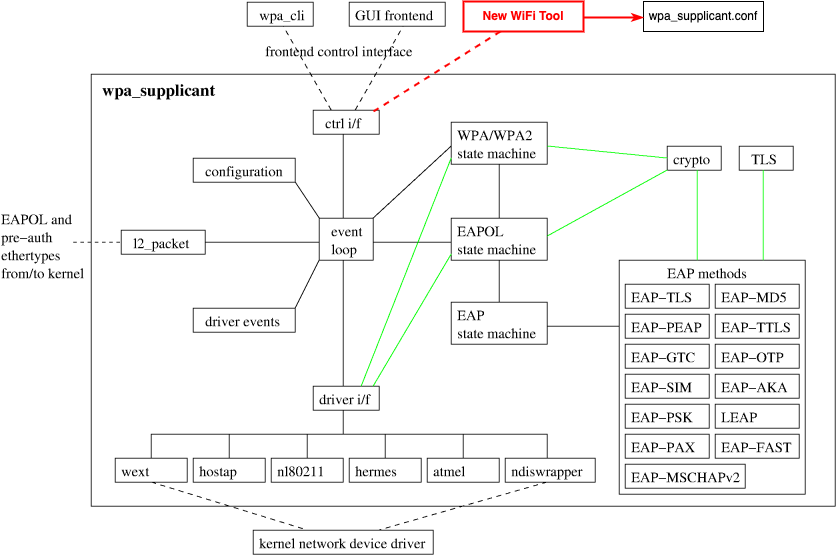 wpa_cli
GUI frontend
New WiFi Tool
wpa_supplicant.conf
frontend control interface
wpa_supplicant
ctrl i/f
WPA/WPA2
state machine
crypto
TLS
configuration
EAPOL and
pre−auth
ethertypes
from/to kernel
l2_packet
event
loop
EAPOL
state machine
driver events
EAP
state machine
EAP methods
EAP−TLS
EAP−MD5
EAP−PEAP
EAP−TTLS
EAP−GTC
EAP−OTP
EAP−SIM
EAP−AKA
EAP−PSK
LEAP
EAP−PAX
EAP−FAST
EAP−MSCHAPv2
driver i/f
wext
hostap
nl80211
hermes
atmel
ndiswrapper
kernel network device driver